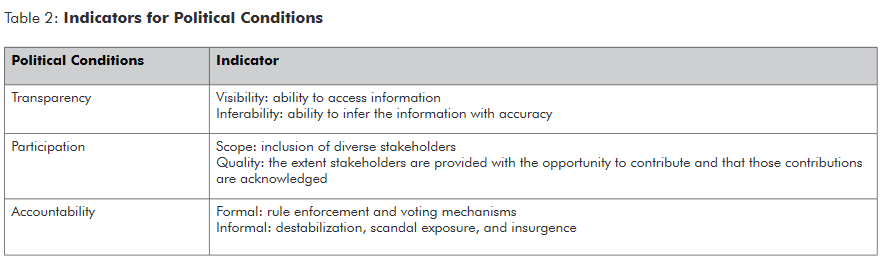 Table 2: Indicators for Political Conditions
Political Conditions
Indicator
Transparency
Visibility: ability to access information
Inferability: ability to infer the information with accuracy
Participation
Scope: inclusion of diverse stakeholders
Quality: the extent stakeholders are provided with the opportunity to contribute and that those contributions
are acknowledged
Accountability
Formal: rule enforcement and voting mechanisms
Informal: destabilization, scandal exposure, and insurgence